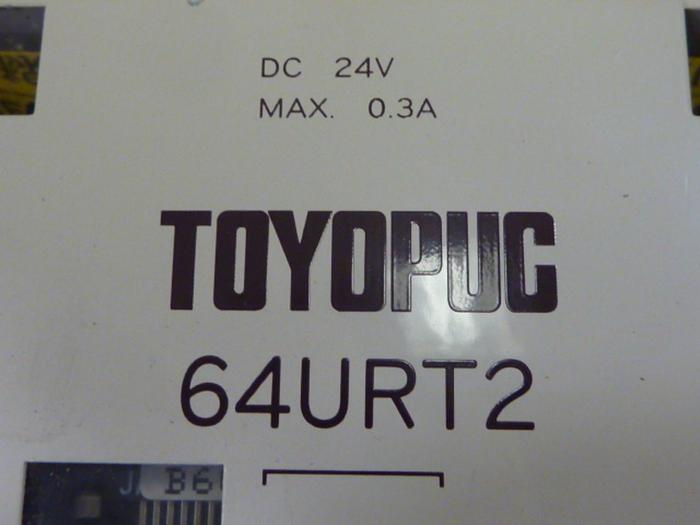 DC 24V
MAX. 0.3A
TOYOPUC
64URT2